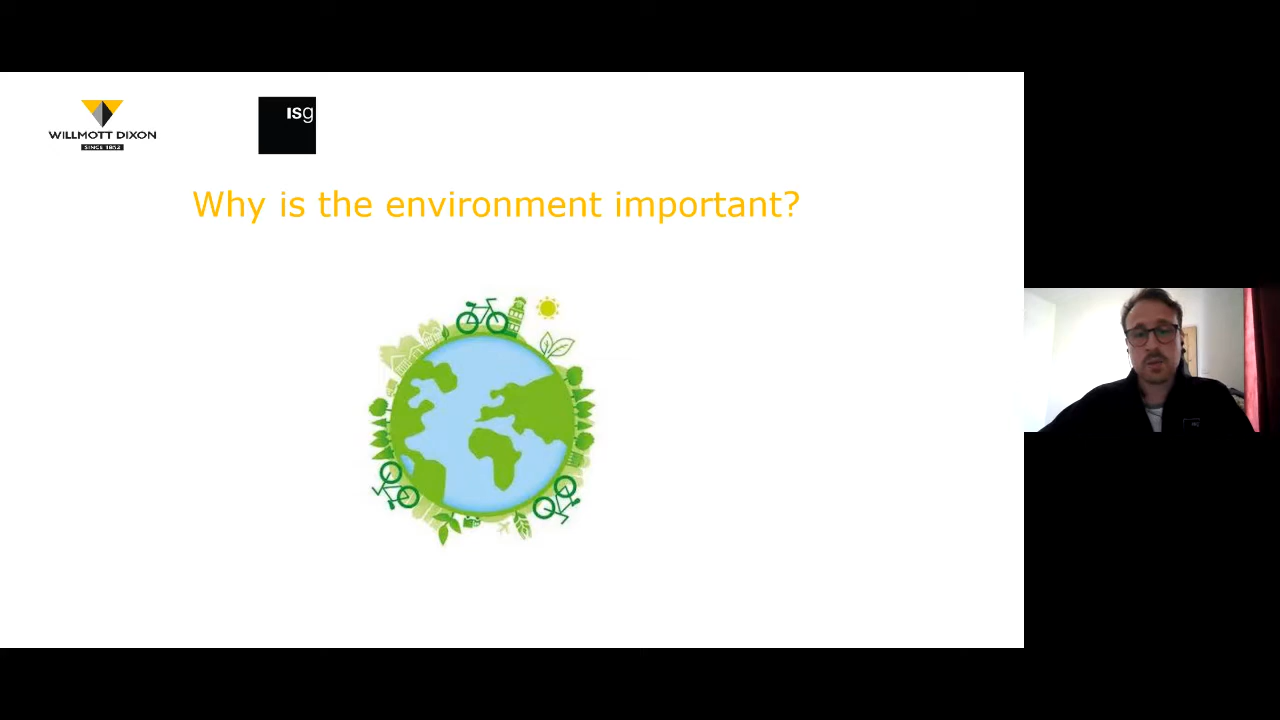 WILLMOTT DIXON
SINCE 1852
ISg
Why is the environment important?